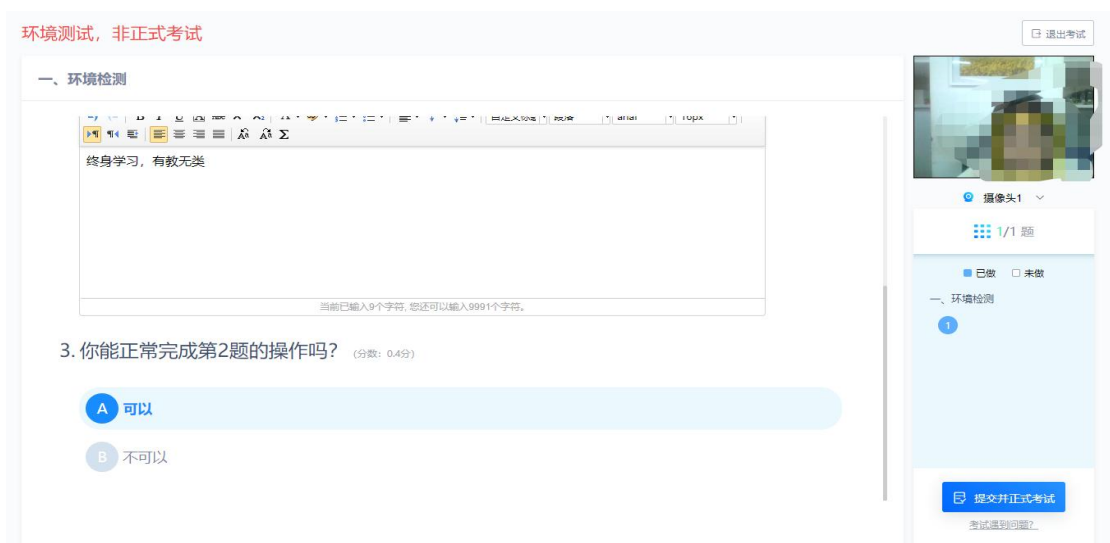 环境测试，非正式考试
退出考试
一、环境检测
终身学习，有教无类
当前已输入9个字符, 您还可以输入9991个字符。
3. 你能正常完成第2题的操作吗？ (分数：0.4分)
A 可以
B 不可以
摄像头1
1/1 题
已做 未做
一、环境检测
1
提交并正式考试
考试遇到问题？